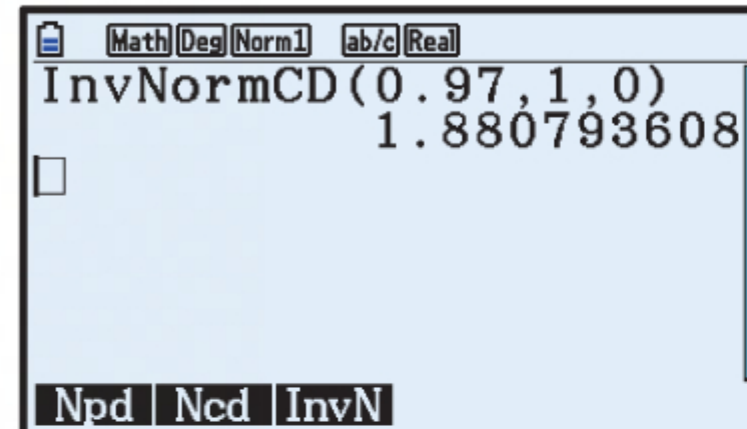 Math Deg Norm1 ab/c Real
InvNormCD(0.97,1,0)
1.880793608
Npd Ncd InvN